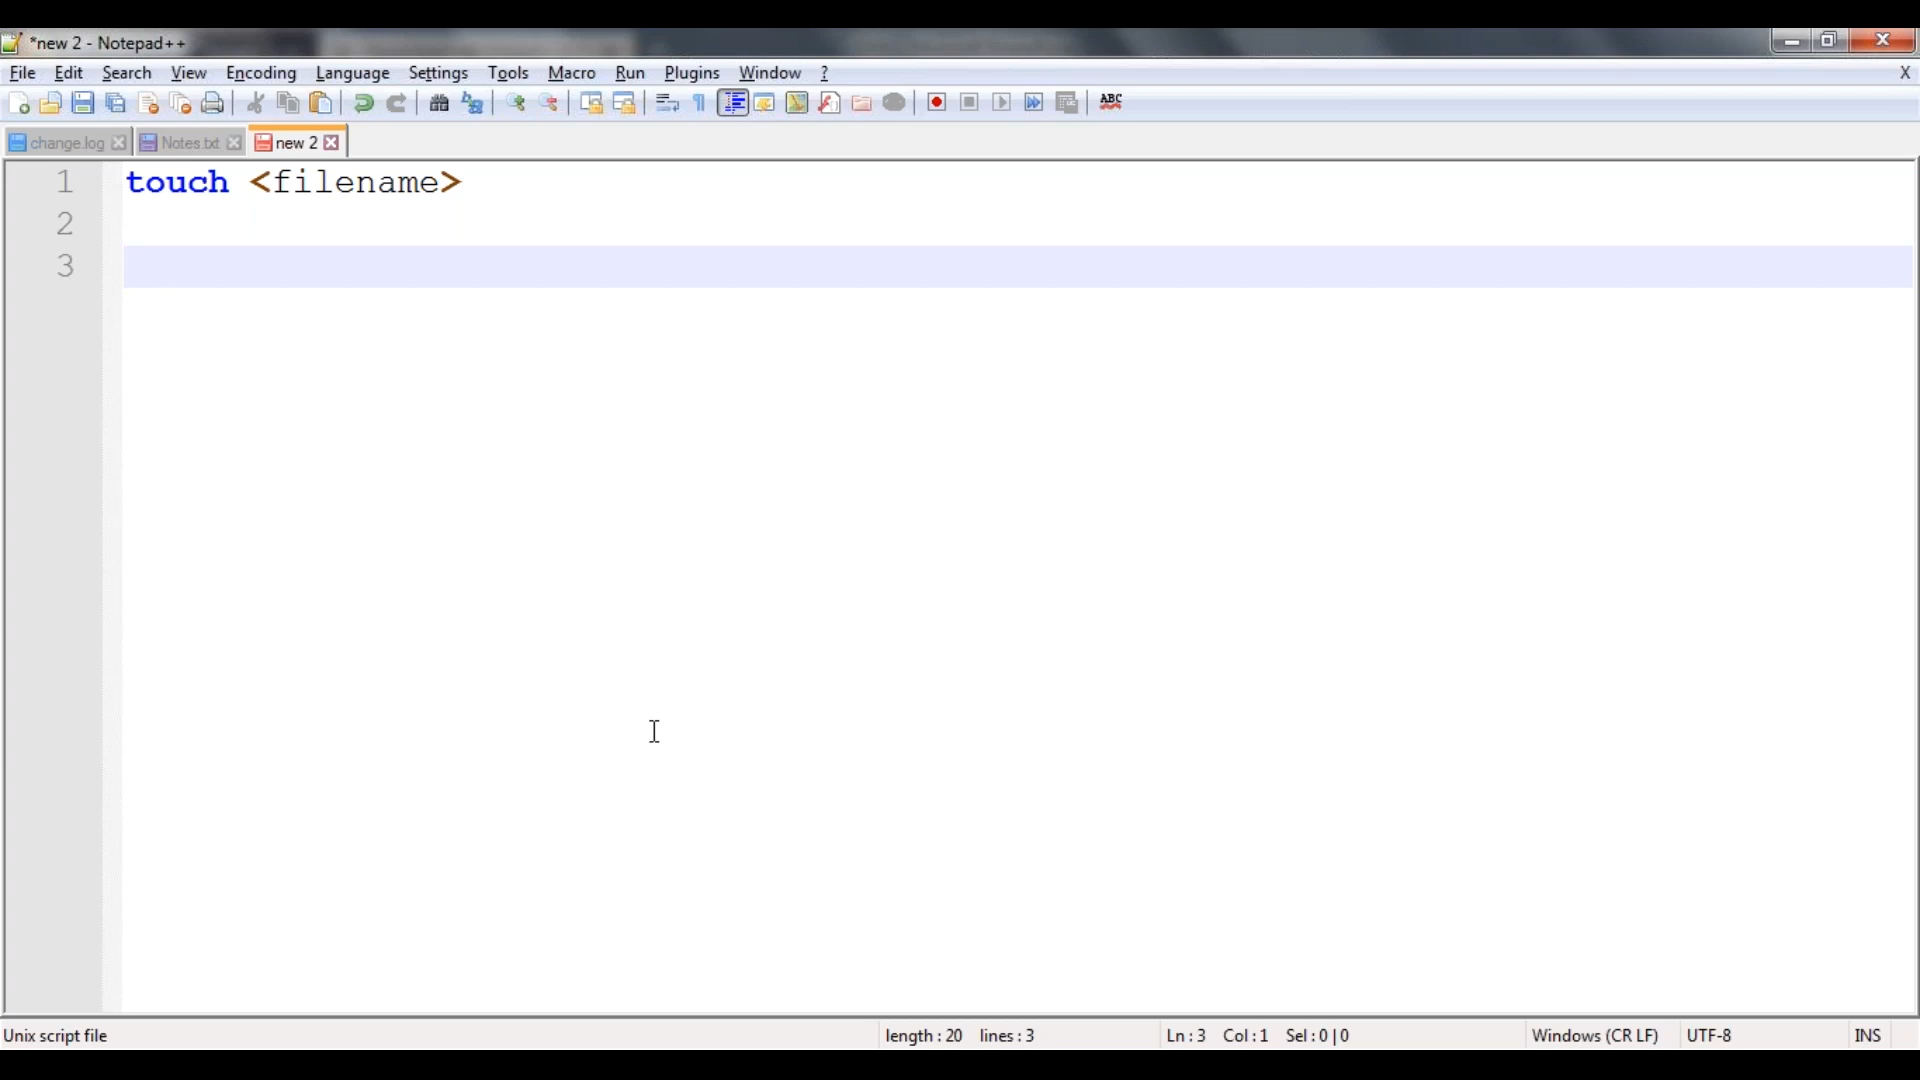 *new 2 - Notepad++
File Edit Search View Encoding Language Settings Tools Macro Run Plugins Window ? X
ABC
change.log Notes.txt new 2
1 touch <filename>
2
3
Unix script file length : 20 lines : 3 Ln : 3 Col : 1 Sel : 0 | 0 Windows (CR LF) UTF-8 INS